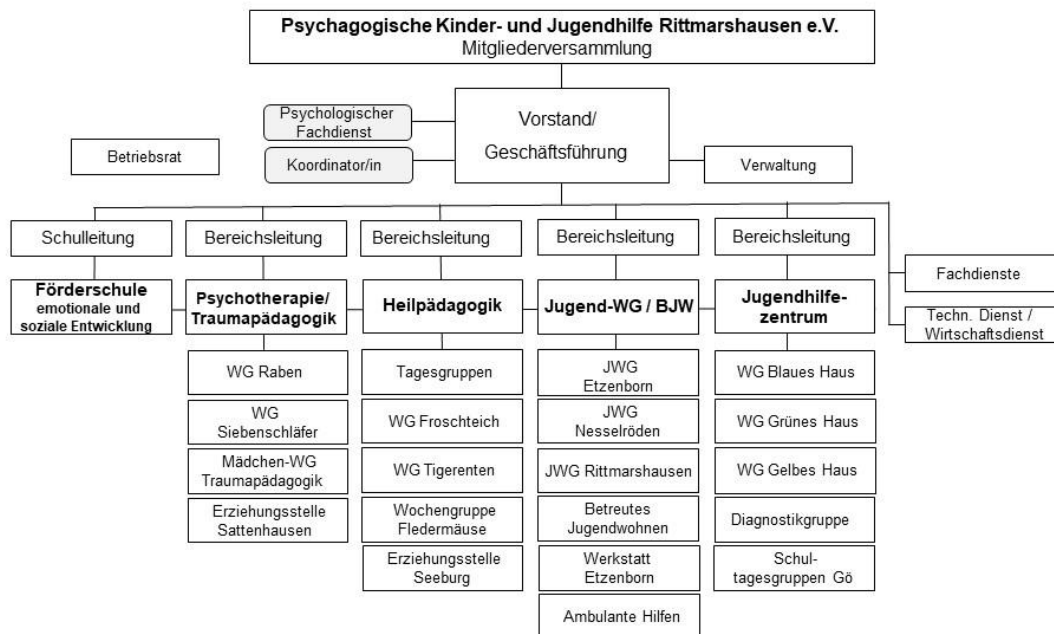 Psychagogische Kinder- und Jugendhilfe Rittmarshausen e.V.
Mitgliederversammlung
Psychologischer
Fachdienst
Vorstand/
Geschäftsführung
Betriebsrat
Koordinator/in
Verwaltung
Schulleitung
Bereichsleitung
Bereichsleitung
Bereichsleitung
Bereichsleitung
Fachdienste
Techn. Dienst /
Wirtschaftsdienst
Förderschule
emotionale und
soziale Entwicklung
Psychotherapie/
Traumapädagogik
Heilpädagogik
Jugend-WG / BJW
Jugendhilfe-
zentrum
WG Raben
WG
Siebenschläfer
Mädchen-WG
Traumapädagogik
Erziehungsstelle
Sattenhausen
Tagesgruppen
WG Froschteich
WG Tigerenten
Wochengruppe
Fledermäuse
Erziehungsstelle
Seeburg
JWG
Etzenborn
JWG
Nesselröden
JWG Rittmarshausen
Betreutes
Jugendwohnen
Werkstatt
Etzenborn
Ambulante Hilfen
WG Blaues Haus
WG Grünes Haus
WG Gelbes Haus
Diagnostikgruppe
Schul-
tagesgruppen Gö